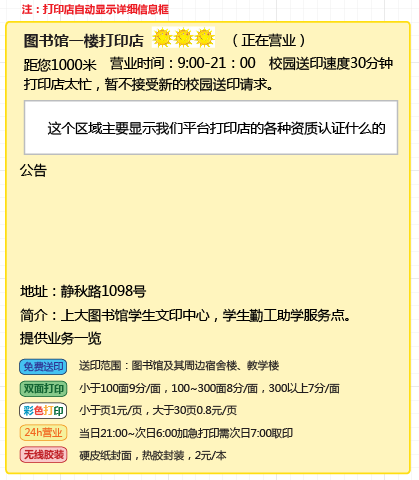 注：打印店自动显示详细信息框
图书馆一楼打印店 （正在营业）
距您1000米 营业时间：9:00-21：00 校园送印速度30分钟
打印店太忙，暂不接受新的校园送印请求。
这个区域主要显示我们平台打印店的各种资质认证什么的
公告
地址：静秋路1098号
简介：上大图书馆学生文印中心，学生勤工助学服务点。
提供业务一览
免费送印 送印范围：图书馆及其周边宿舍楼、教学楼
双面打印 小于100面9分/面，100~300面8分/面，300以上7分/面
彩色打印 小于页1元/页，大于30页0.8元/页
24h营业 当日21:00~次日6:00加急打印需次日7:00取印
无线胶装 硬皮纸封面，热胶封装，2元/本